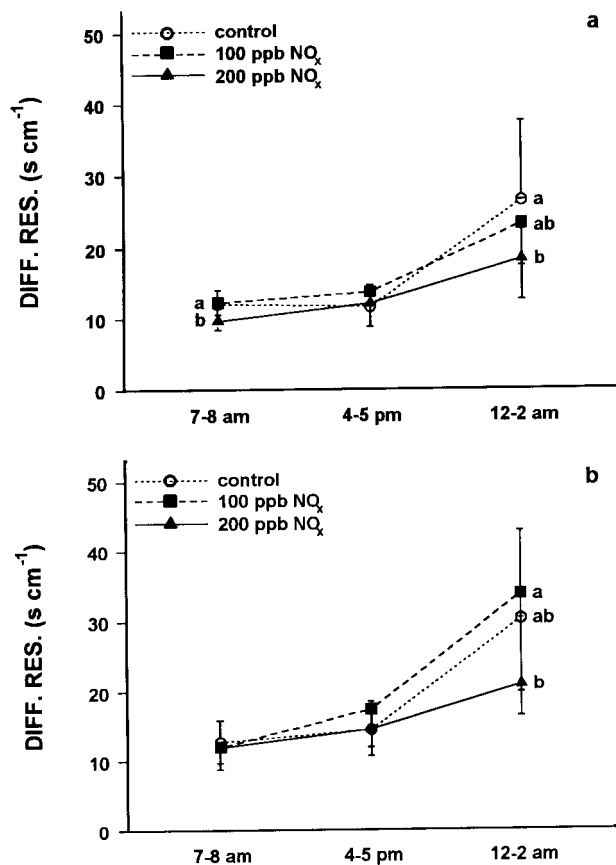 a
control
100 ppb NOx
200 ppb NOx
DIFF. RES. (s cm-1)
50
40
30
20
10
0
a
b
a
ab
b
7-8 am
4-5 pm
12-2 am
b
control
100 ppb NOx
200 ppb NOx
DIFF. RES. (s cm-1)
50
40
30
20
10
0
a
ab
b
7-8 am
4-5 pm
12-2 am